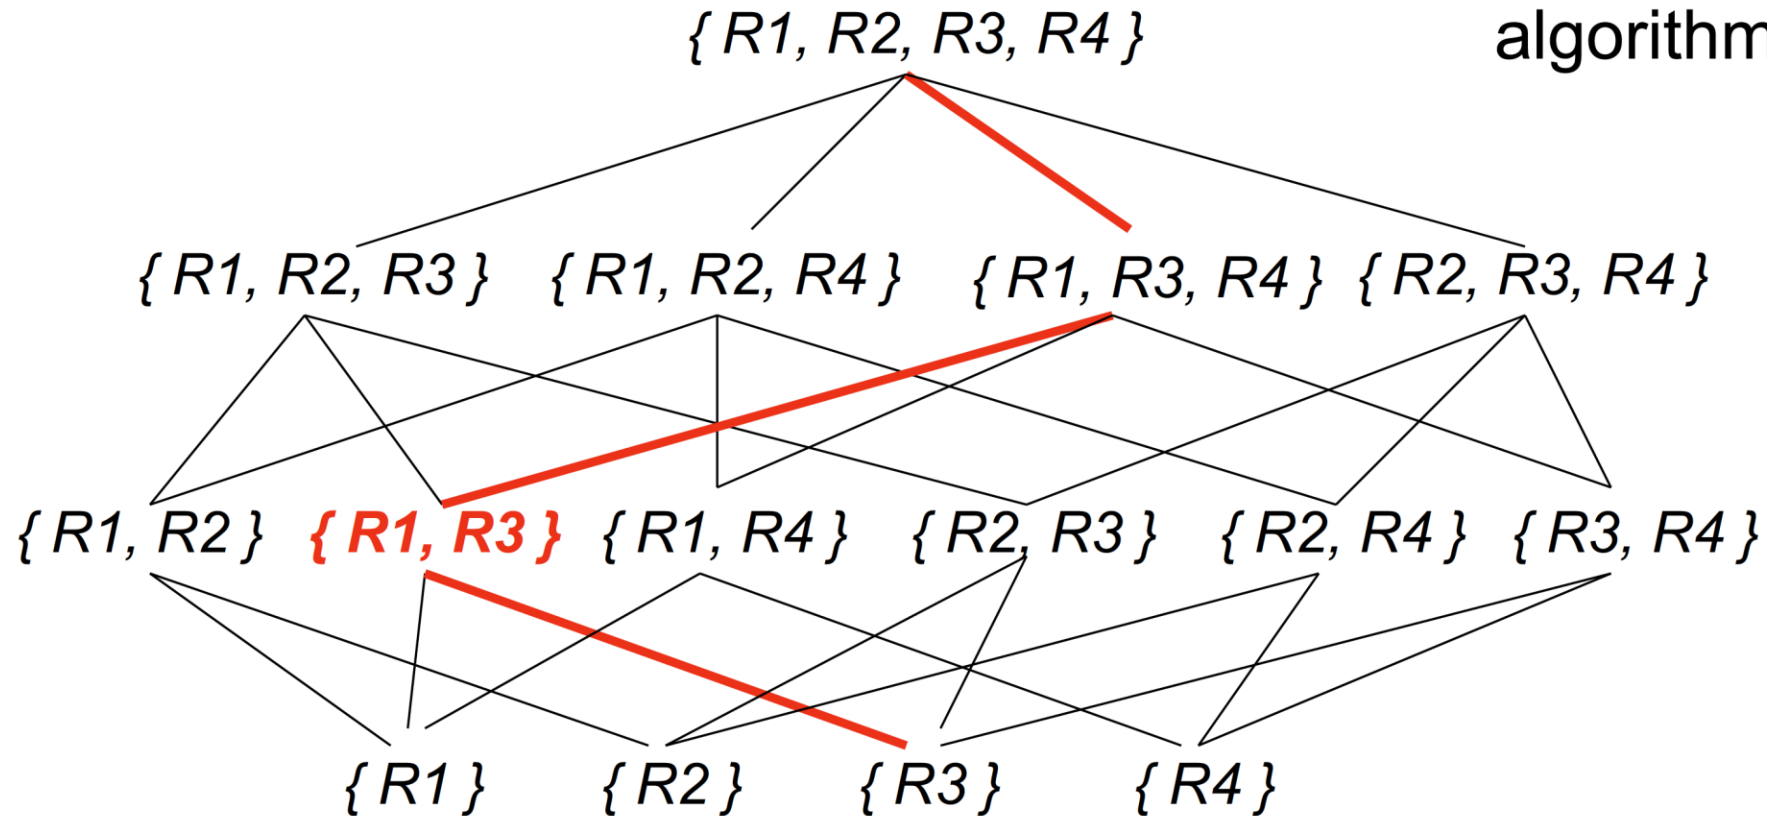 { R1, R2, R3, R4 }
algorithm
{ R1, R2, R3 } { R1, R2, R4 } { R1, R3, R4 } { R2, R3, R4 }
{ R1, R2 } { R1, R3 } { R1, R4 } { R2, R3 } { R2, R4 } { R3, R4 }
{ R1 } { R2 } { R3 } { R4 }